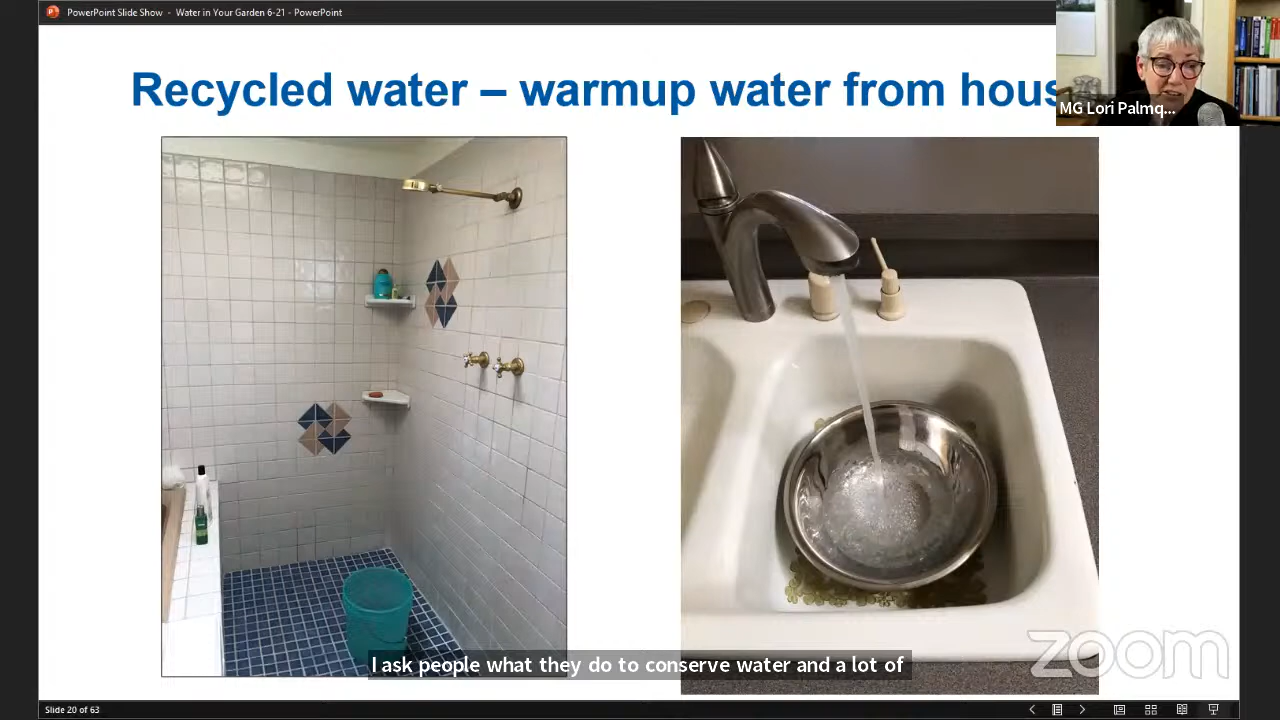 PowerPoint Slide Show - Water in Your Garden 6-21 - PowerPoint
Recycled water – warmup water from hous
MG Lori Palmq...
I ask people what they do to conserve water and a lot of
zoom
Slide 20 of 63